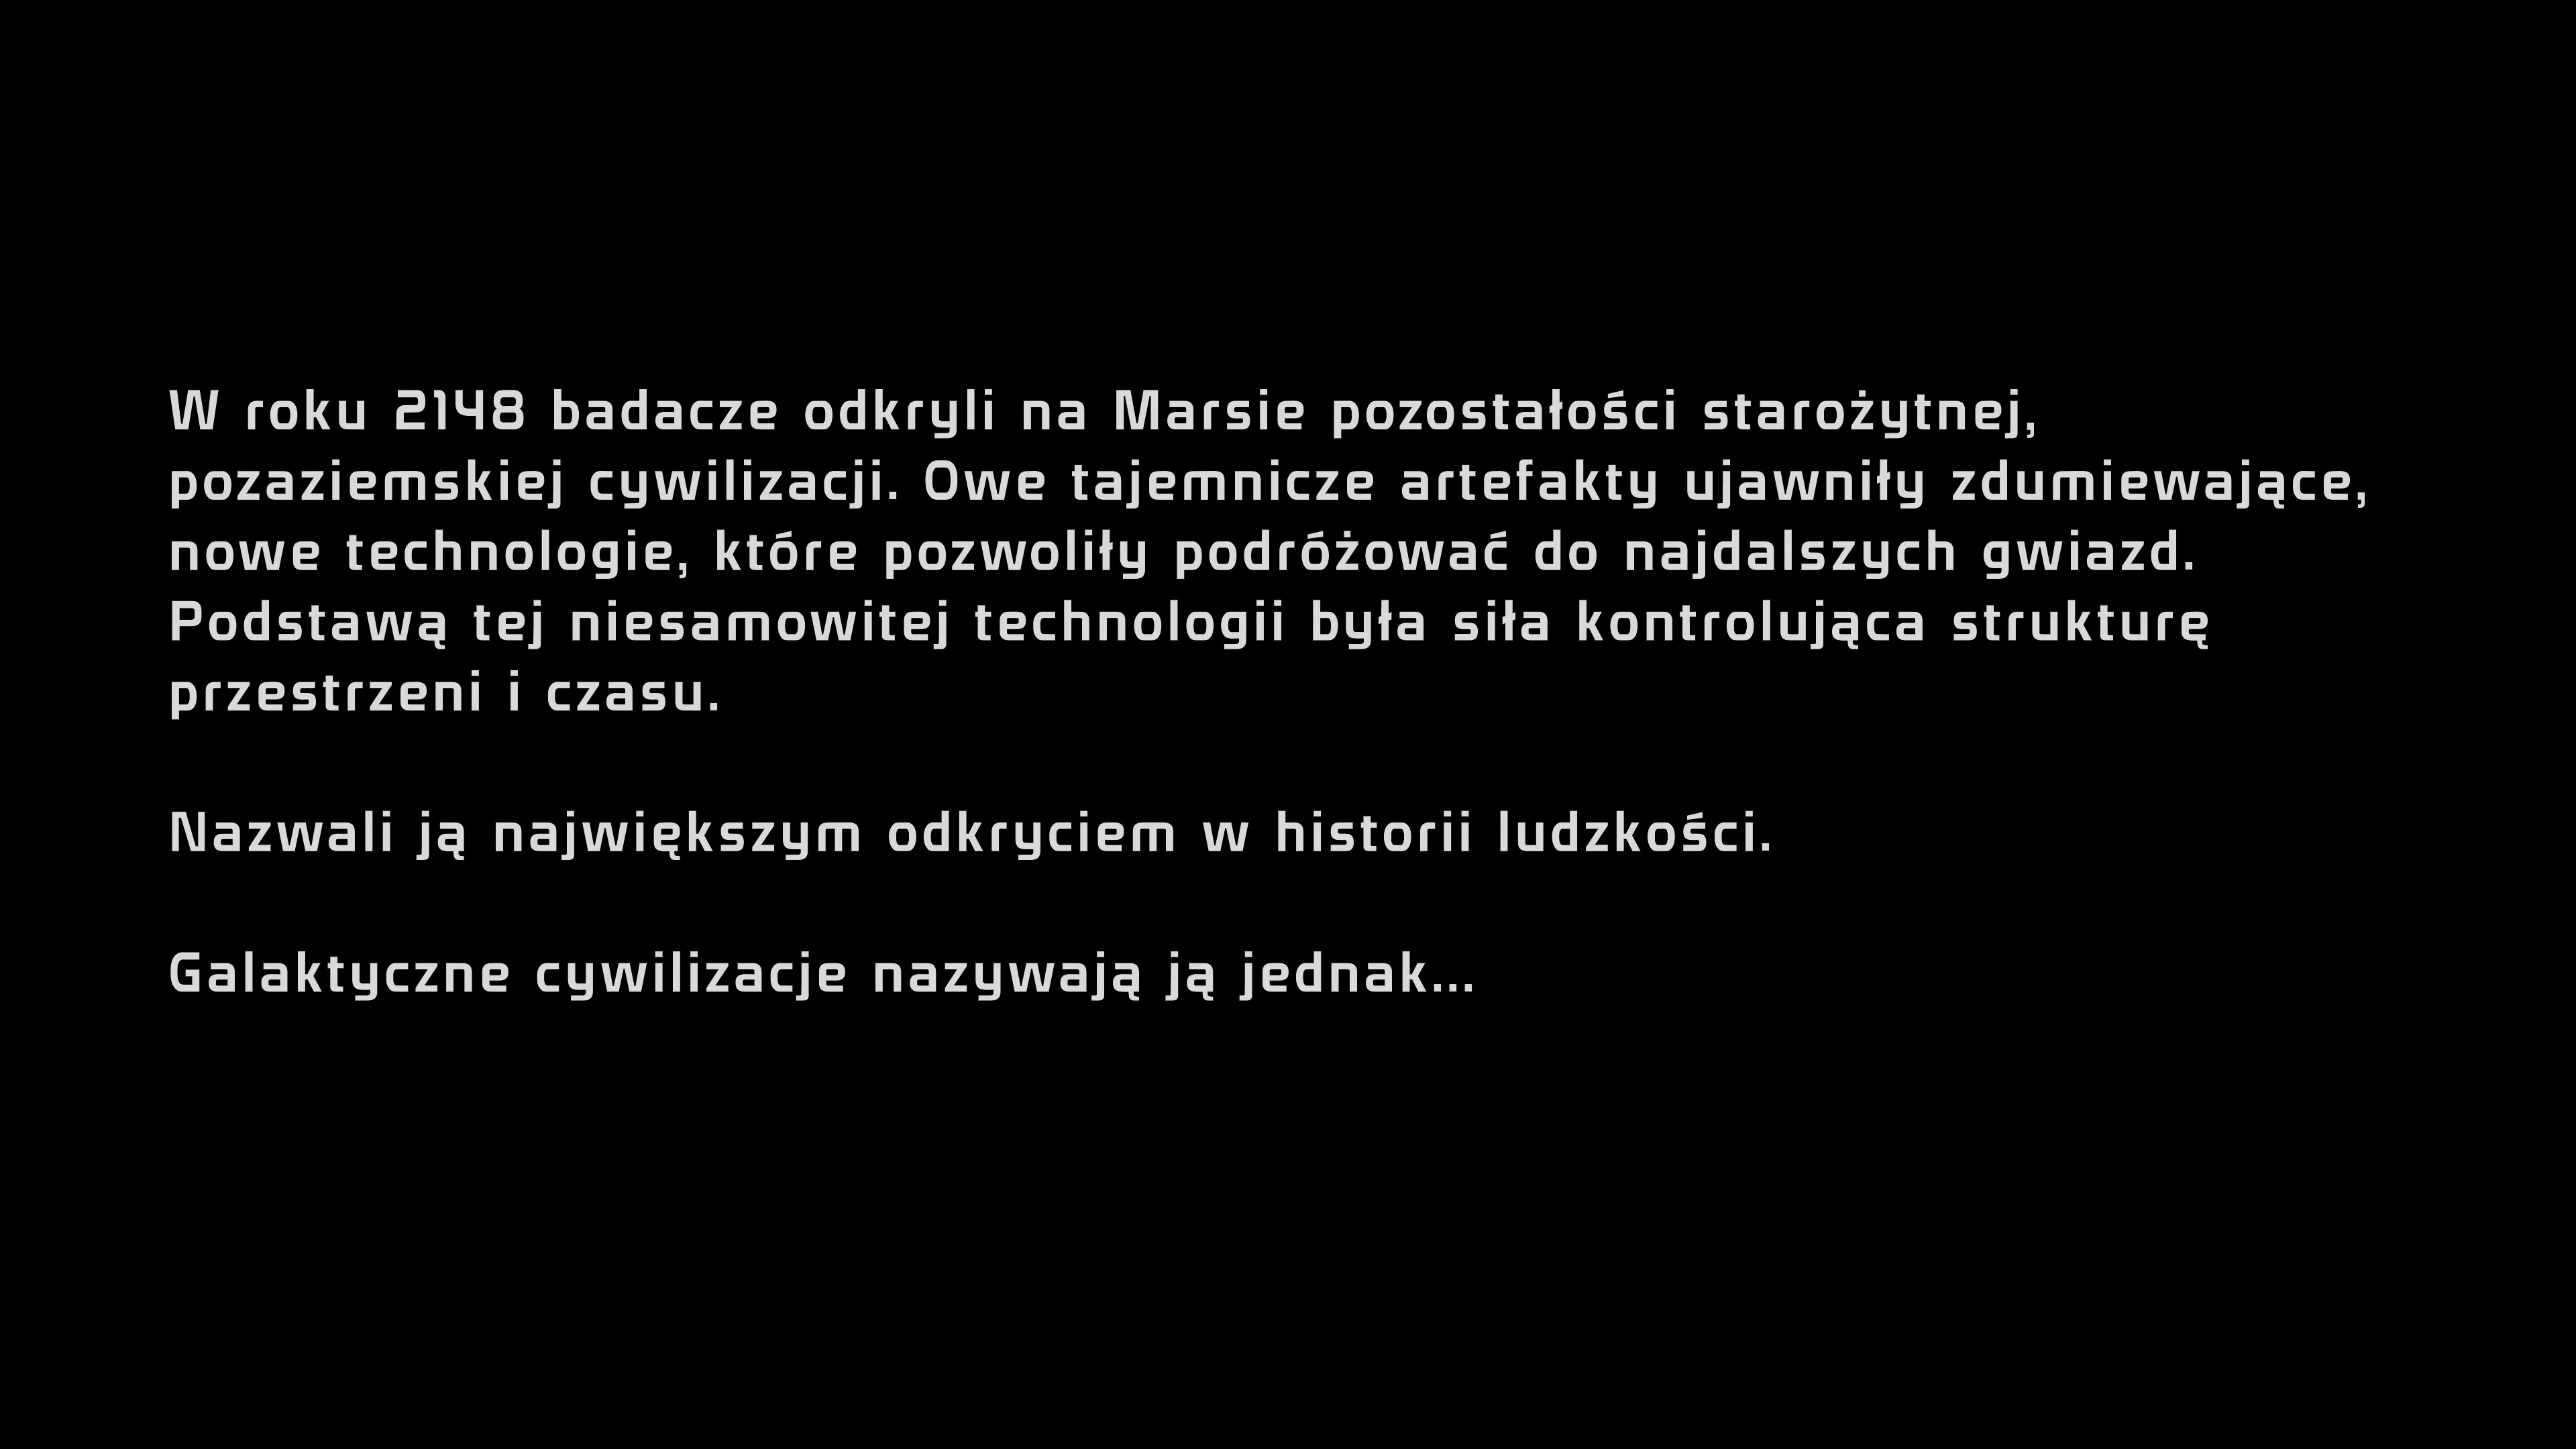 W roku 2148 badacze odkryli na Marsie pozostałości starożytnej,
pozaziemskiej cywilizacji. Owe tajemnicze artefakty ujawniły zdumiewające,
nowe technologie, które pozwoliły podróżować do najdalszych gwiazd.
Podstawą tej niesamowitej technologii była siła kontrolująca strukturę
przestrzeni i czasu.
Nazwali ją największym odkryciem w historii ludzkości.
Galaktyczne cywilizacje nazywają ją jednak...